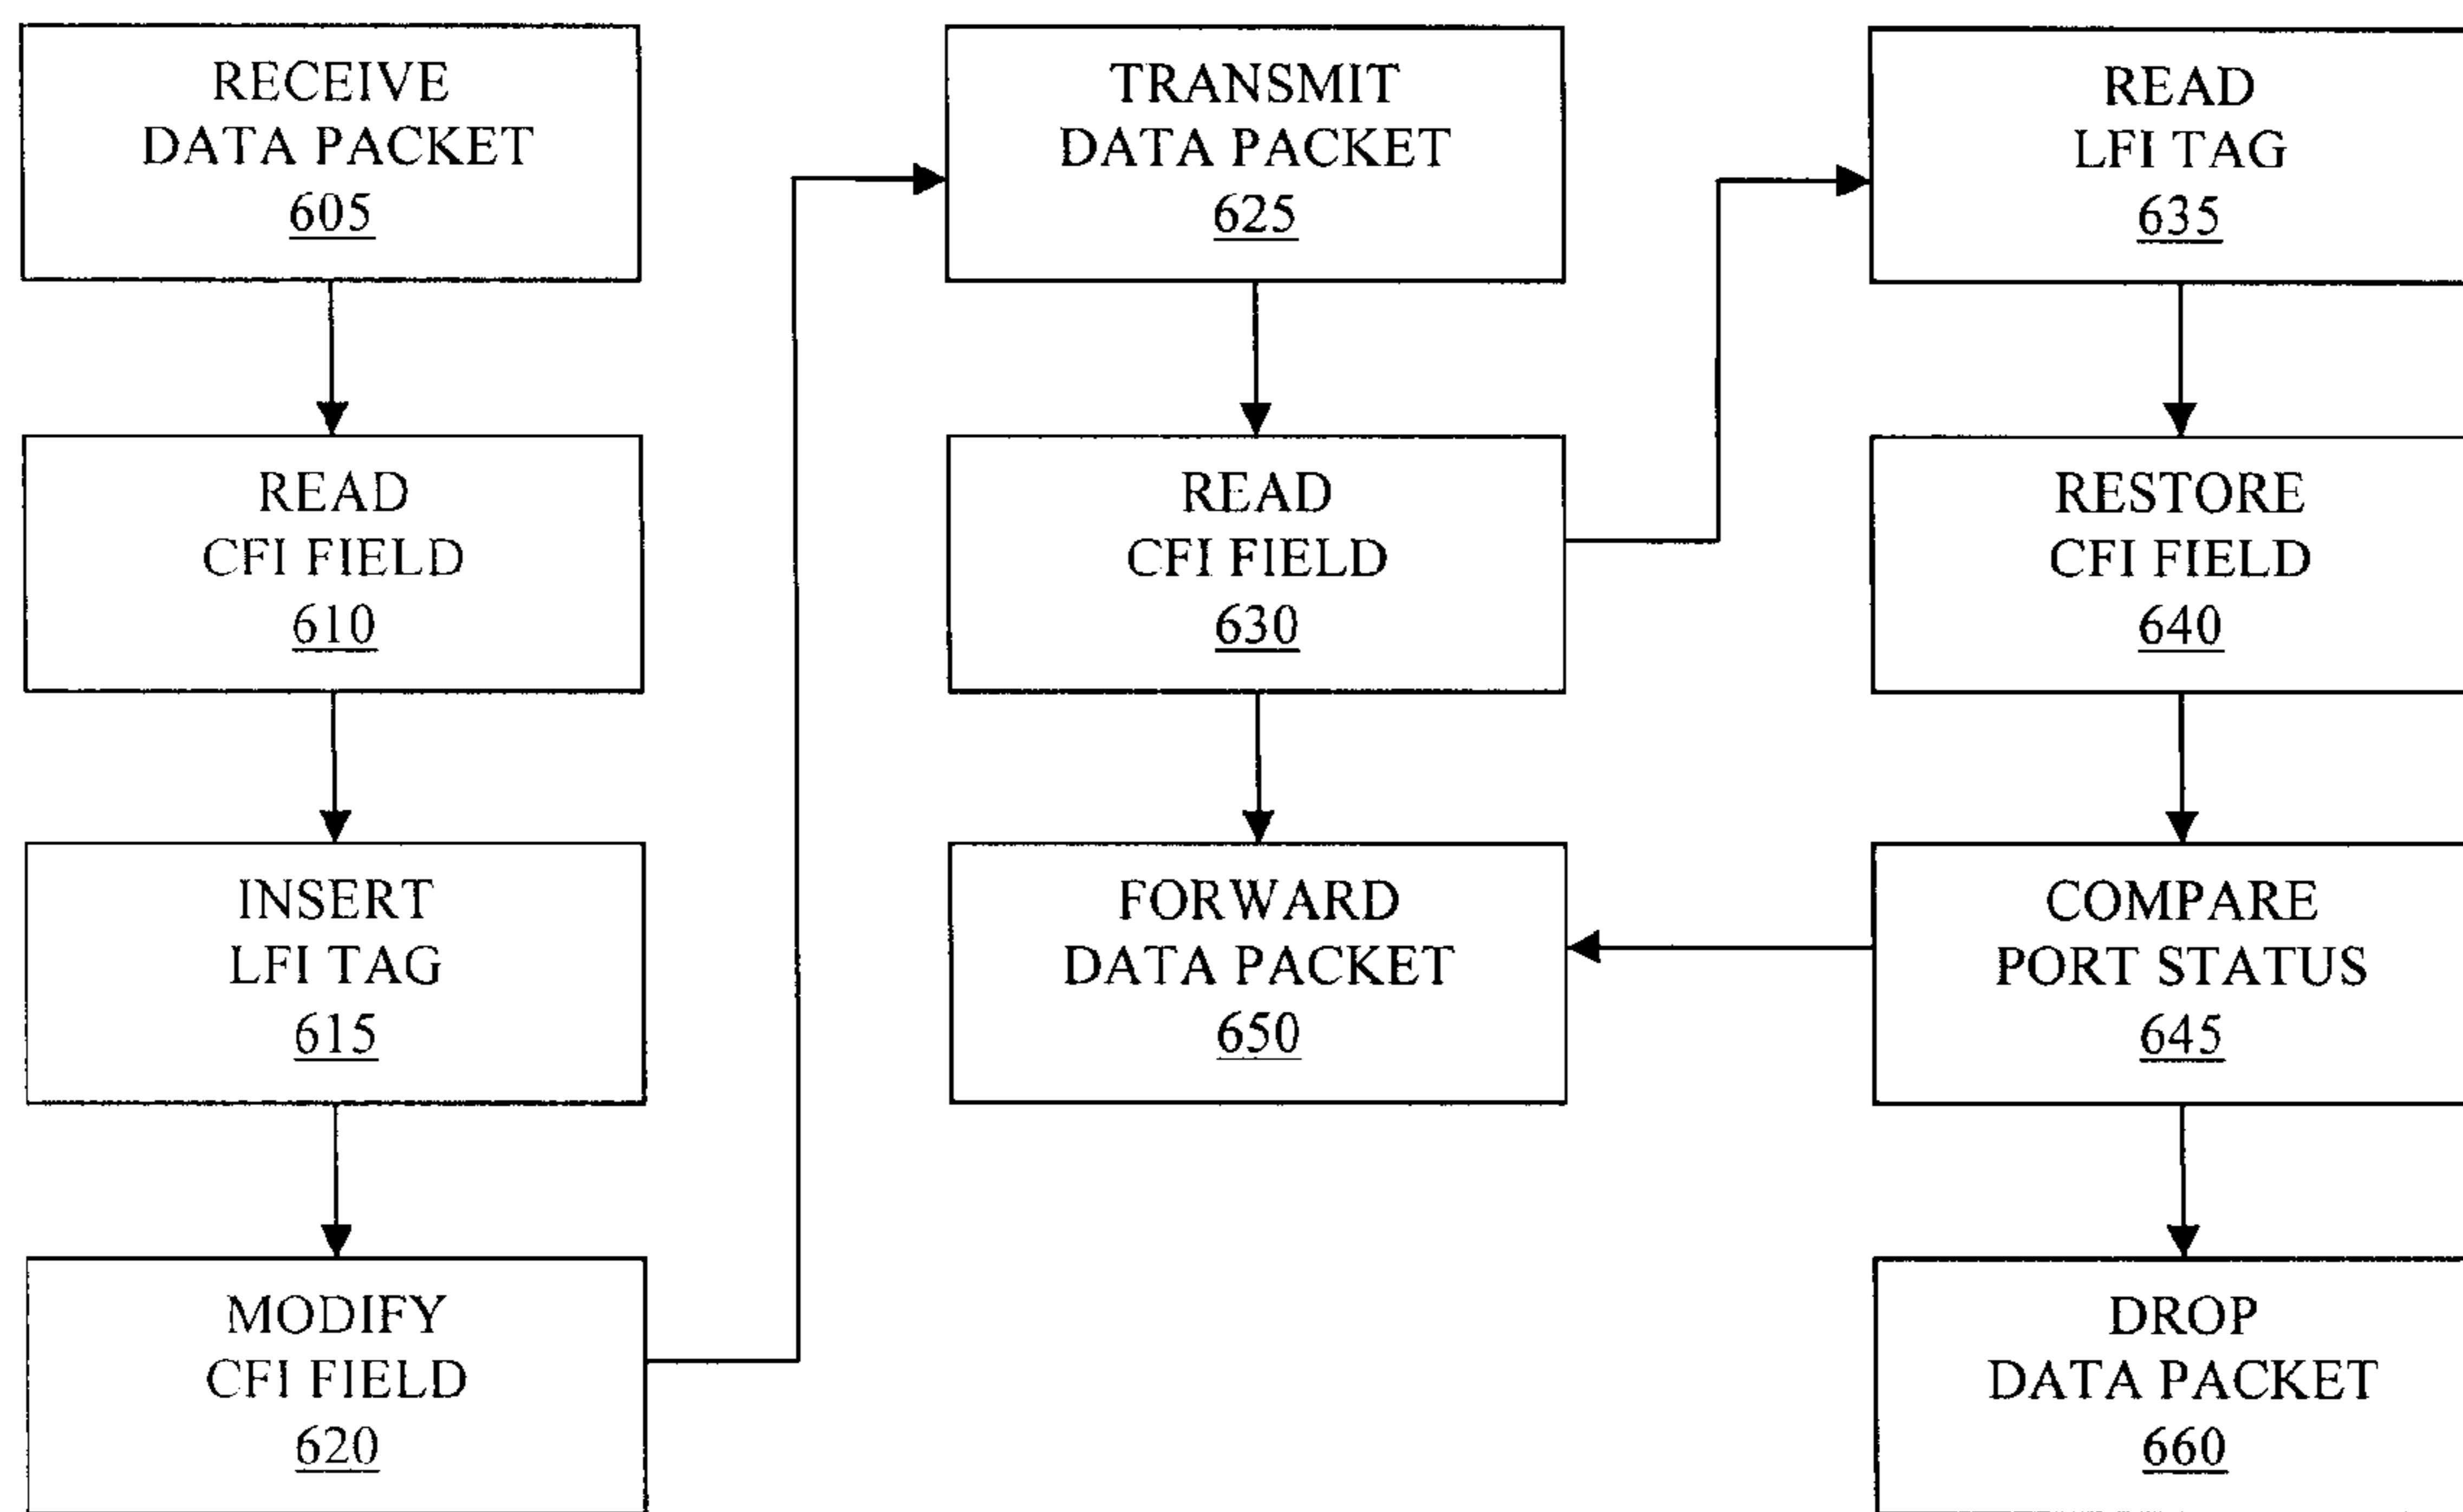 RECEIVE
DATA PACKET
605
READ
CFI FIELD
610
INSERT
LFI TAG
615
MODIFY
CFI FIELD
620
TRANSMIT
DATA PACKET
625
READ
CFI FIELD
630
FORWARD
DATA PACKET
650
READ
LFI TAG
635
RESTORE
CFI FIELD
640
COMPARE
PORT STATUS
645
DROP
DATA PACKET
660